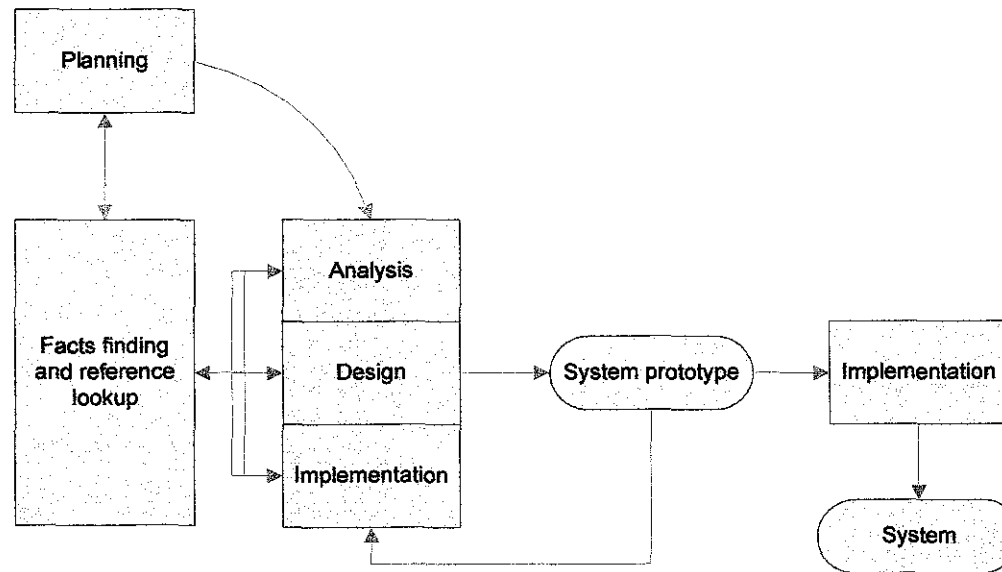 Planning
Analysis
Facts finding
and reference
lookup
Design
System prototype
Implementation
Implementation
System